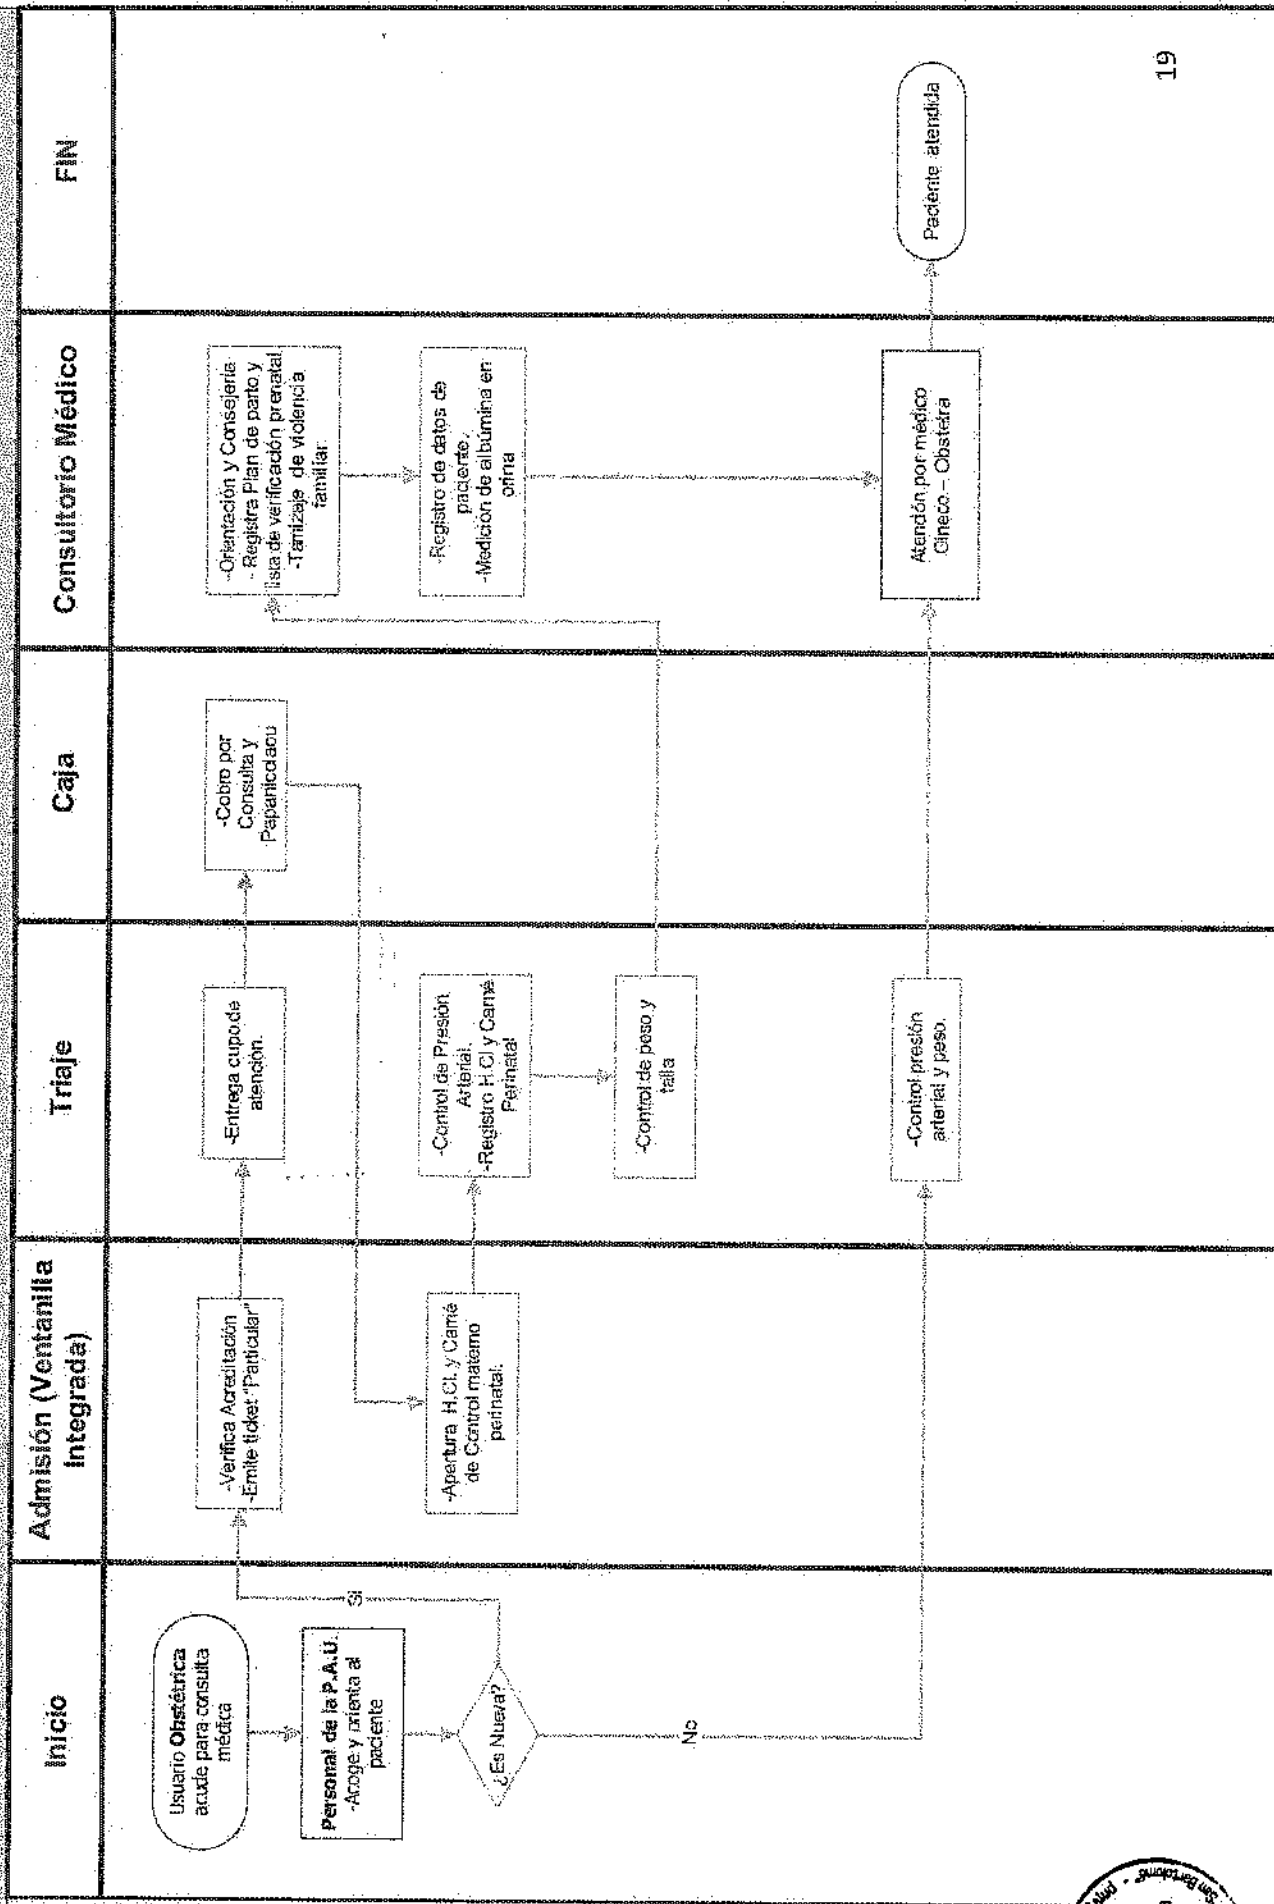 Inicio
Admisión (Ventanilla
Integrada)
Triaje
Caja
Consultorio Médico
FIN
Usuario Obstétrica
acude para consulta
médica
Personal de la P.A.U.
-Acoge y orienta al
paciente
¿Es Nueva?
Si
No
-Verifica Acreditación
-Emite ticket "Particular"
-Entrega cupo de
atención.
-Cobro por
Consulta y
Papanicolaou
-Apertura H.Cl. y Carné
de Control materno
perinatal.
-Control de Presión
Arterial.
-Registro H.Cl y Carné
Perinatal
-Control de peso y
talla
-Orientación y Consejería
- Registra Plan de parto y
lista de verificación prenatal
-Tamizaje de violencia
familiar.
-Registro de datos de
paciente.
-Medición de albúmina en
orina
-Control presión
arterial y peso.
Atención por médico
Gineco - Obstetra
Paciente atendida
19
San Bartolomé"